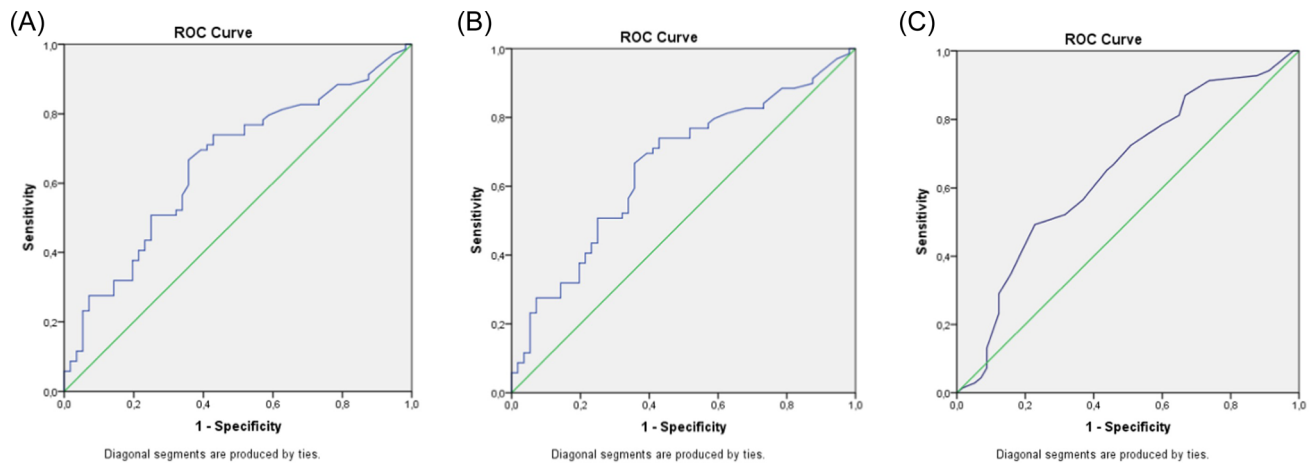 (A)
ROC Curve
Sensitivity
1,0
0,8
0,6
0,4
0,2
0,0
0,0 0,2 0,4 0,6 0,8 1,0
1 - Specificity
Diagonal segments are produced by ties.
(B)
ROC Curve
Sensitivity
1,0
0,8
0,6
0,4
0,2
0,0
0,0 0,2 0,4 0,6 0,8 1,0
1 - Specificity
Diagonal segments are produced by ties.
(C)
ROC Curve
Sensitivity
1,0
0,8
0,6
0,4
0,2
0,0
0,0 0,2 0,4 0,6 0,8 1,0
1 - Specificity
Diagonal segments are produced by ties.